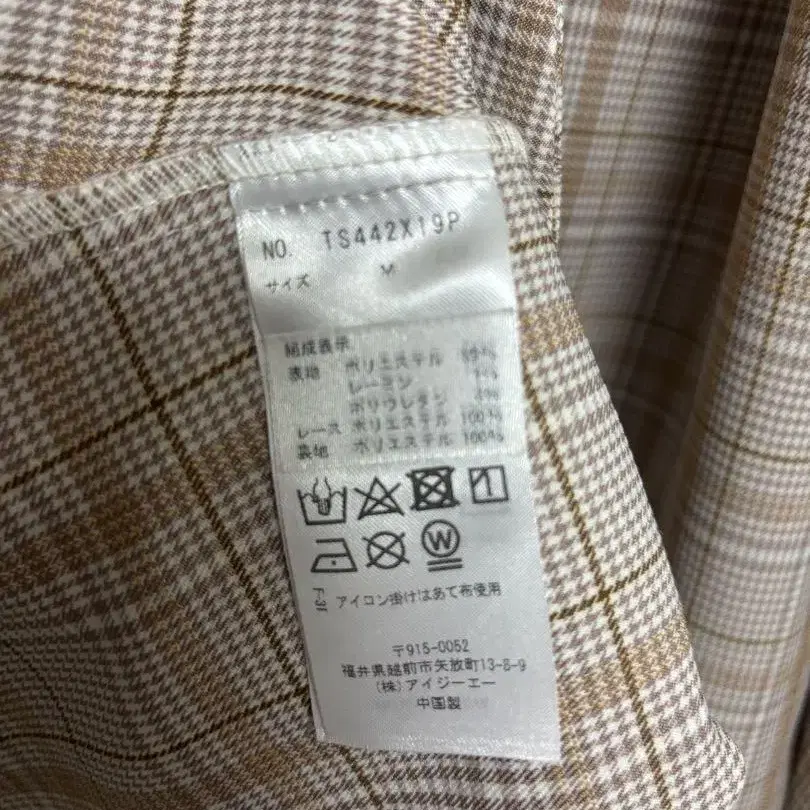 NO. TS442X19P
サイズ M
組成表示
表地 ポリエステル
レーヨン
ポリウレタン
レース ポリエステル 100%
裏地 ポリエステル 100%
W
F-31 アイロン掛けはあて布使用
〒915-0052
福井県越前市矢放町13-8-9
(株)アイジーエー
中国製